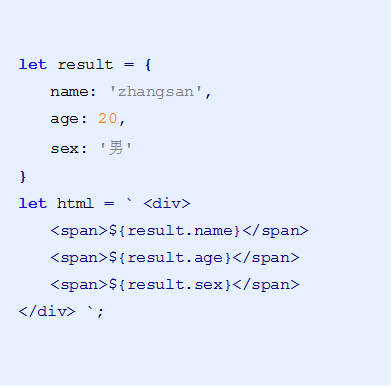 let result = {
name: 'zhangsan',
age: 20,
sex: '男'
}
let html = ` <div>
<span>${result.name}</span>
<span>${result.age}</span>
<span>${result.sex}</span>
</div> `;